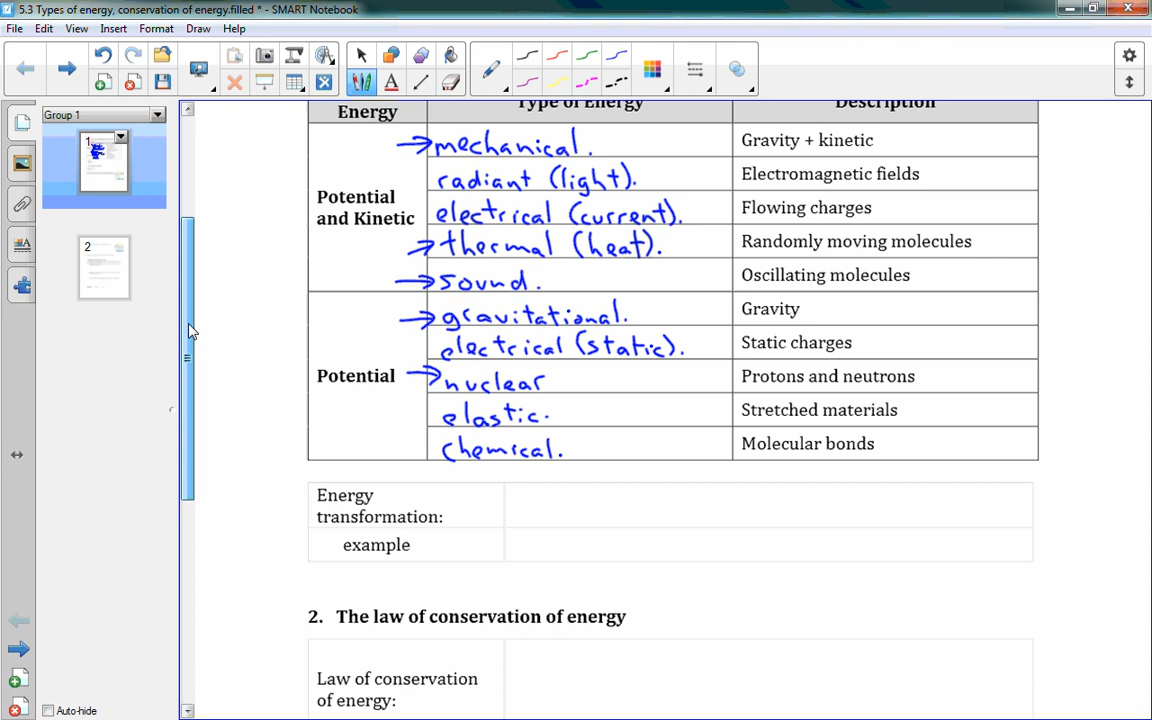 5.3 Types of energy, conservation of energy.filled * - SMART Notebook
File Edit View Insert Format Draw Help
Group 1
1
2
Auto-hide
Energy Type of Energy Description
Potential and Kinetic
→mechanical. Gravity + kinetic
radiant (light). Electromagnetic fields
electrical (current). Flowing charges
→thermal (heat). Randomly moving molecules
→sound. Oscillating molecules
Potential
→gravitational. Gravity
electrical (static). Static charges
→nuclear Protons and neutrons
elastic. Stretched materials
chemical. Molecular bonds
Energy
transformation:
example
2. The law of conservation of energy
Law of conservation
of energy: